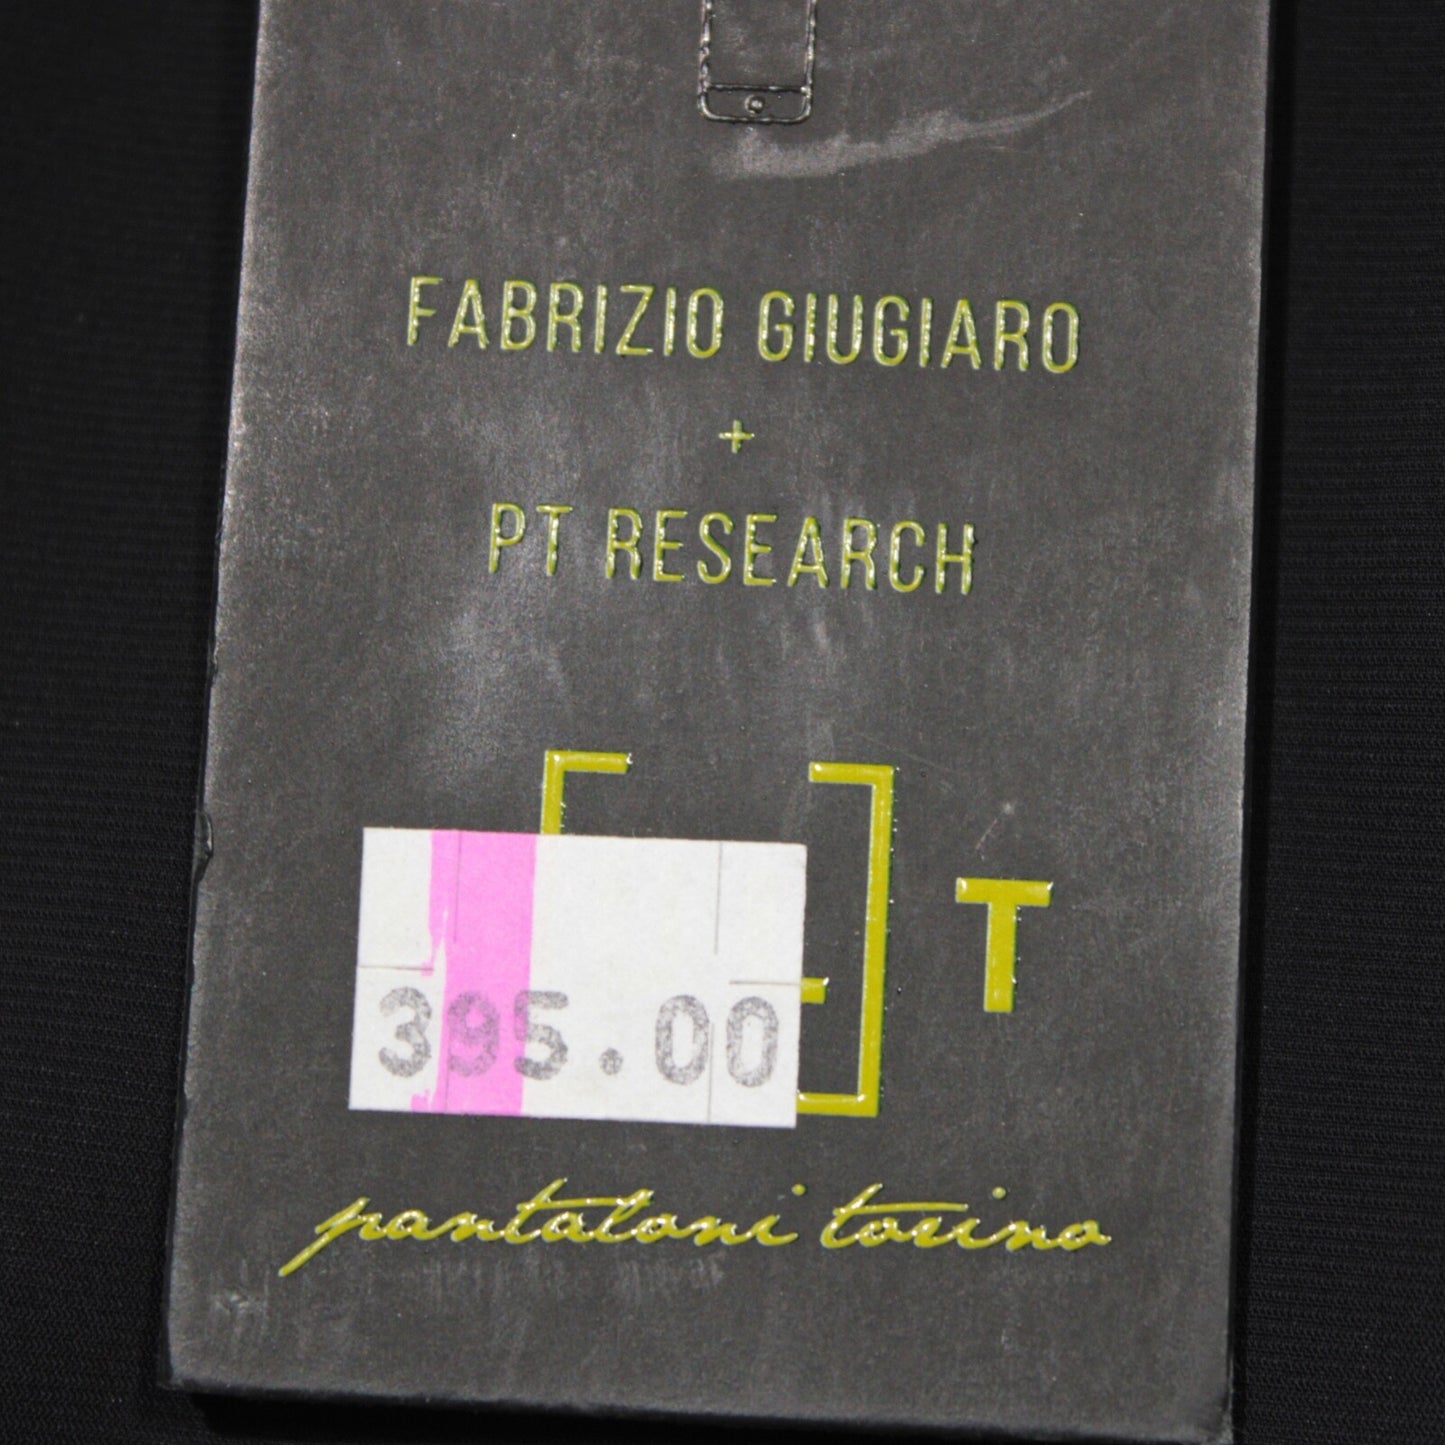 FABRIZIO GIUGIARO
+
PT RESEARCH
T
395.00
pantaloni torino